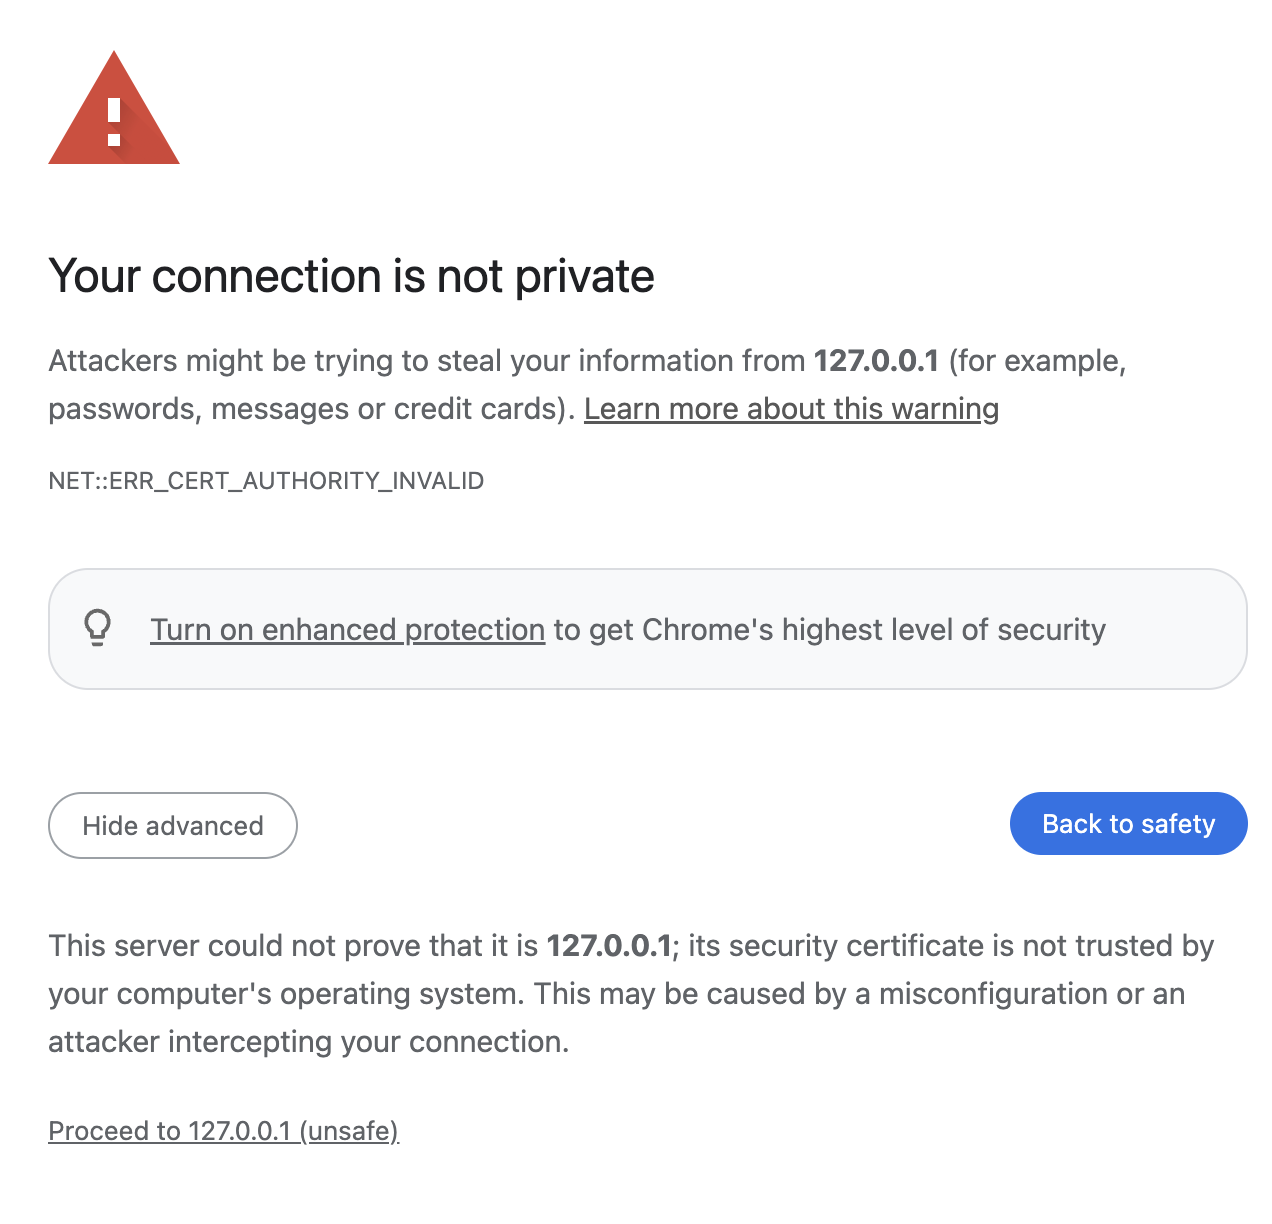 Your connection is not private
Attackers might be trying to steal your information from 127.0.0.1 (for example,
passwords, messages or credit cards). Learn more about this warning
NET::ERR_CERT_AUTHORITY_INVALID
Turn on enhanced protection to get Chrome's highest level of security
Hide advanced
Back to safety
This server could not prove that it is 127.0.0.1; its security certificate is not trusted by
your computer's operating system. This may be caused by a misconfiguration or an
attacker intercepting your connection.
Proceed to 127.0.0.1 (unsafe)